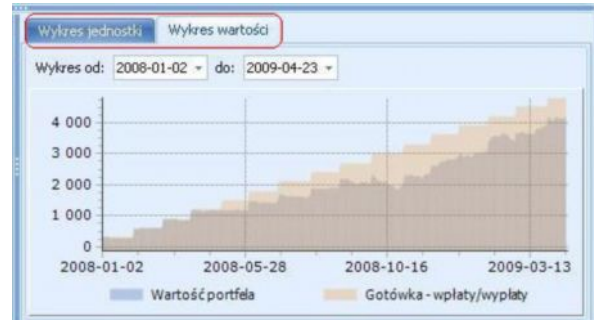 Wykres jednostki Wykres wartości
Wykres od: 2008-01-02 do: 2009-04-23
4 000
3 000
2 000
1 000
0
2008-01-02 2008-05-28 2008-10-16 2009-03-13
Wartość portfela Gotówka - wpłaty/wypłaty